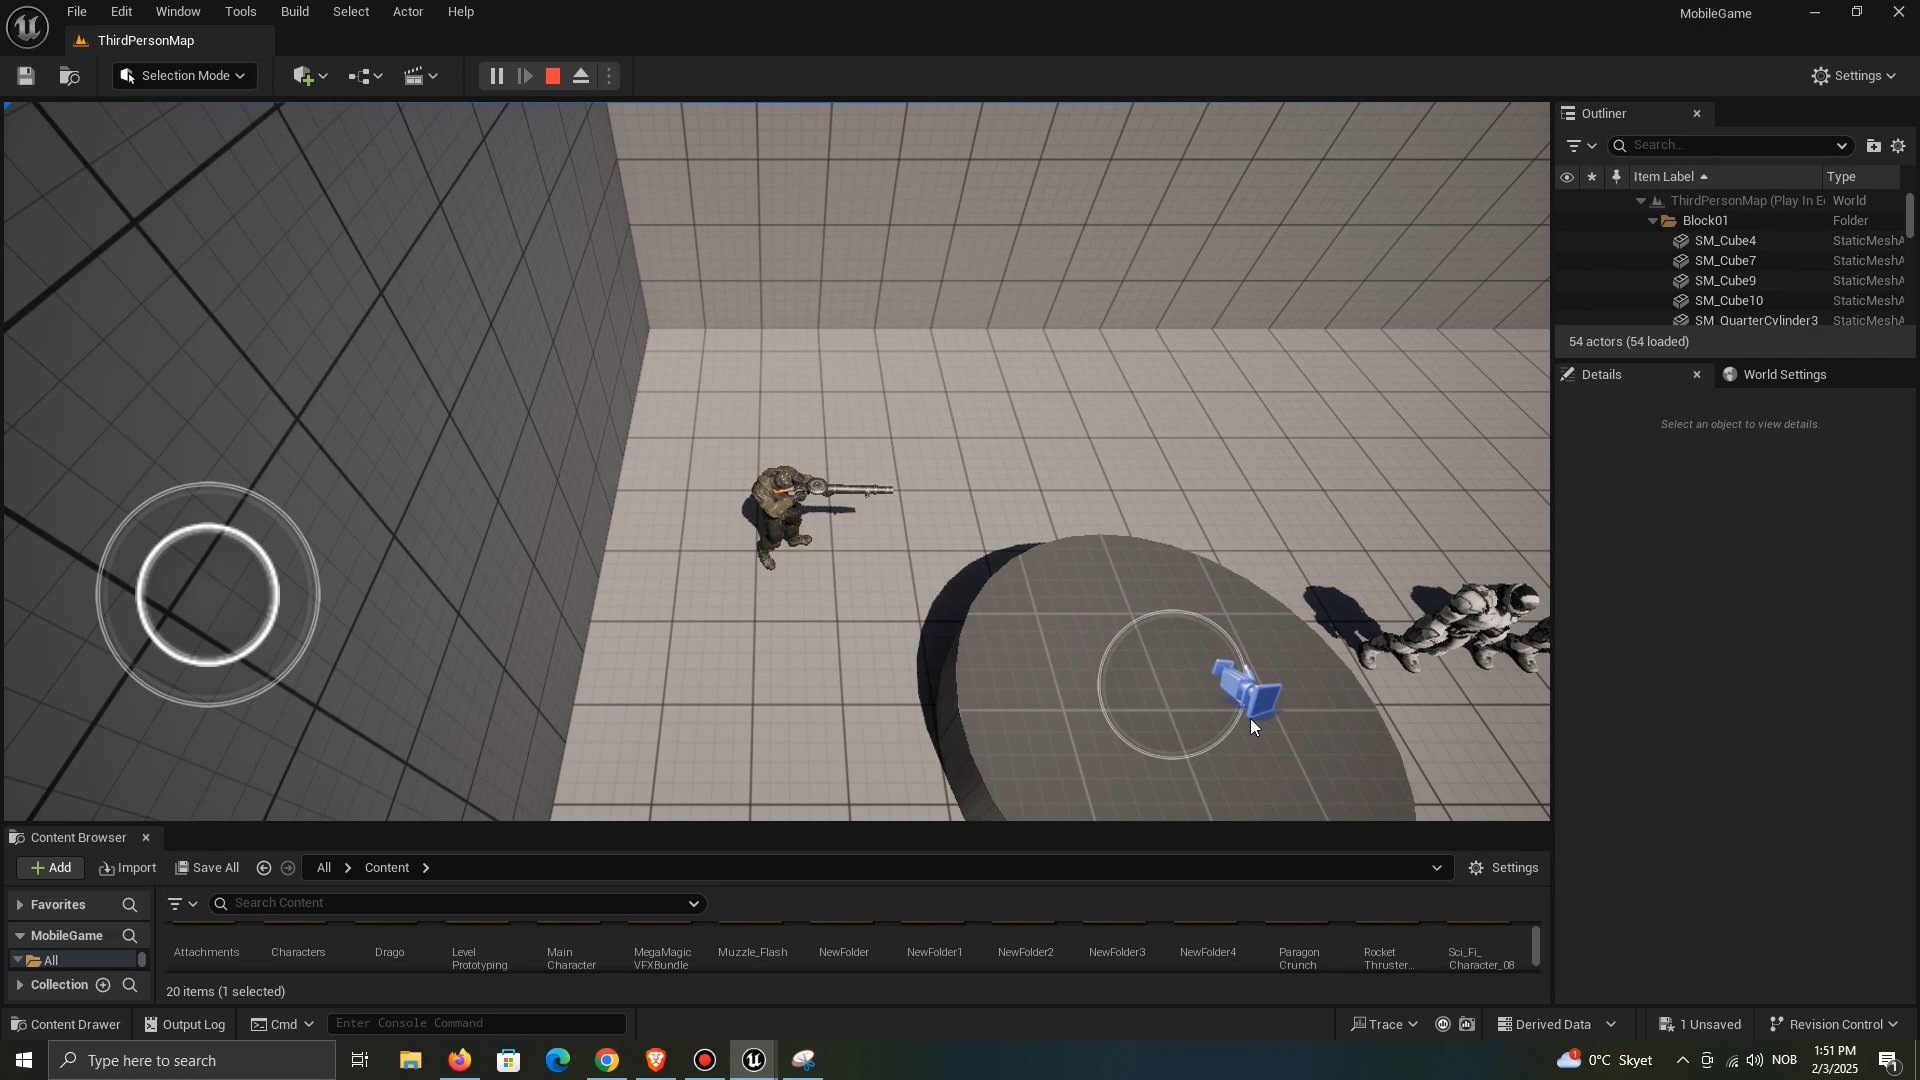 File Edit Window Tools Build Select Actor Help
MobileGame
ThirdPersonMap
Selection Mode
Settings
Outliner
Search...
Item Label Type
ThirdPersonMap (Play In E World
Block01 Folder
SM_Cube4 StaticMeshA
SM_Cube7 StaticMeshA
SM_Cube9 StaticMeshA
SM_Cube10 StaticMeshA
SM_QuarterCylinder3 StaticMeshA
54 actors (54 loaded)
Details World Settings
Select an object to view details.
Content Browser
Add Import Save All All Content Settings
Favorites
Search Content
MobileGame
All
Collection
Attachments
Characters
Drago
Level
Prototyping
Main
Character
MegaMagic
VFXBundle
Muzzle_Flash
NewFolder
NewFolder1
NewFolder2
NewFolder3
NewFolder4
Paragon
Crunch
Rocket
Thruster...
Sci_Fi_
Character_08
20 items (1 selected)
Content Drawer Output Log Cmd Enter Console Command Trace Derived Data 1 Unsaved Revision Control
Type here to search
1
0°C Skyet
NOB
1:51 PM
2/3/2025
1